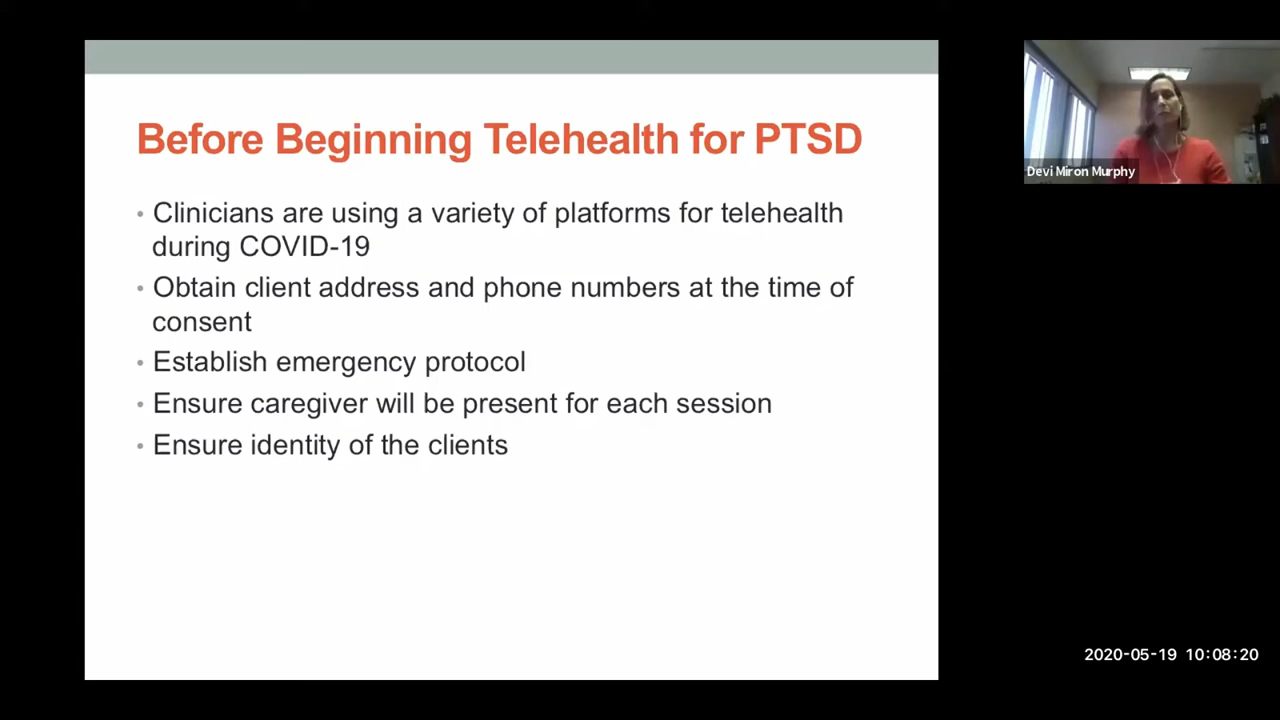 Before Beginning Telehealth for PTSD
• Clinicians are using a variety of platforms for telehealth
during COVID-19
• Obtain client address and phone numbers at the time of
consent
• Establish emergency protocol
• Ensure caregiver will be present for each session
• Ensure identity of the clients
Devi Miron Murphy
2020-05-19 10:08:20